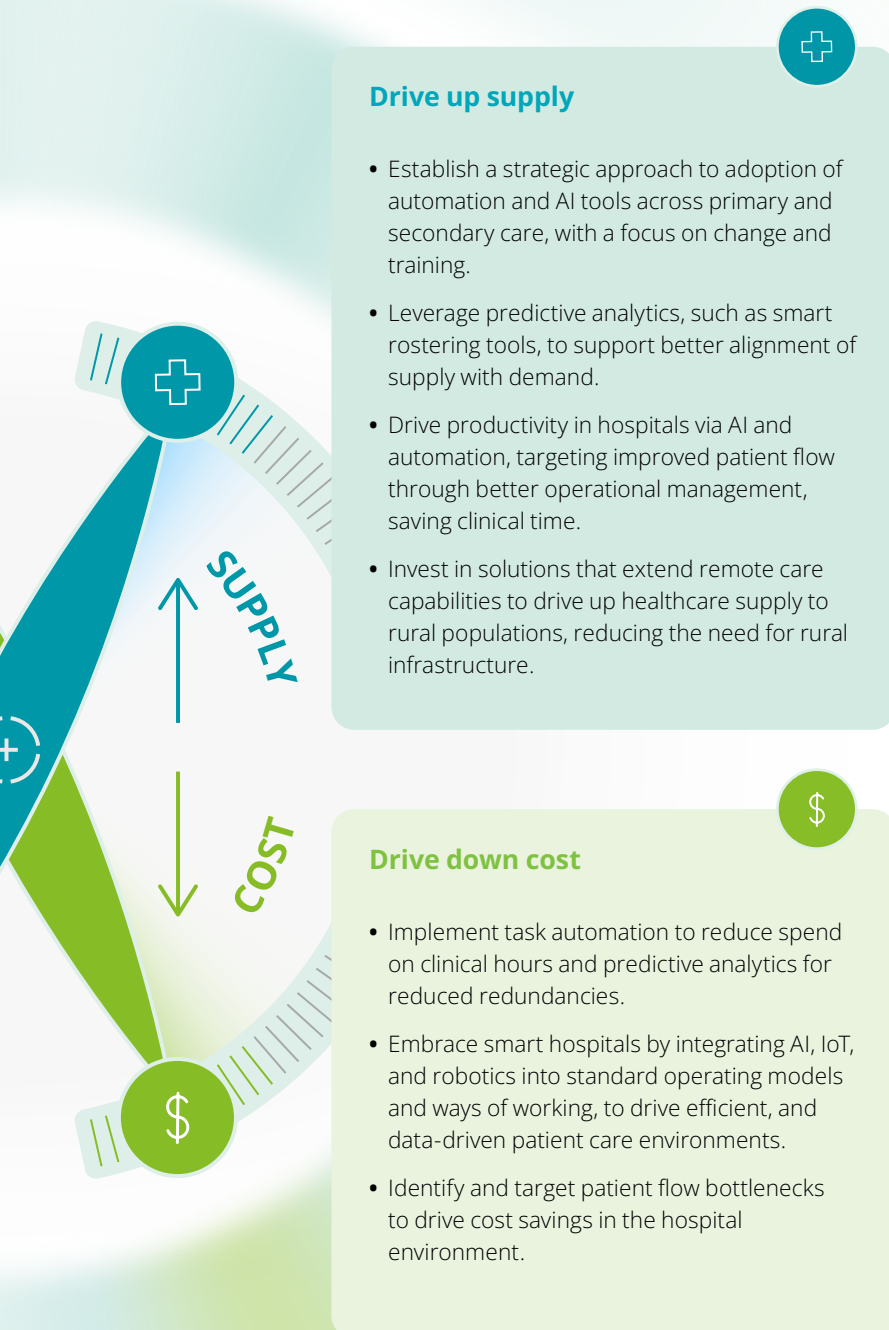 Drive up supply
• Establish a strategic approach to adoption of
automation and AI tools across primary and
secondary care, with a focus on change and
training.
• Leverage predictive analytics, such as smart
rostering tools, to support better alignment of
supply with demand.
• Drive productivity in hospitals via AI and
automation, targeting improved patient flow
through better operational management,
saving clinical time.
• Invest in solutions that extend remote care
capabilities to drive up healthcare supply to
rural populations, reducing the need for rural
infrastructure.
SUPPLY
COST
$
$
Drive down cost
• Implement task automation to reduce spend
on clinical hours and predictive analytics for
reduced redundancies.
• Embrace smart hospitals by integrating AI, IoT,
and robotics into standard operating models
and ways of working, to drive efficient, and
data-driven patient care environments.
• Identify and target patient flow bottlenecks
to drive cost savings in the hospital
environment.